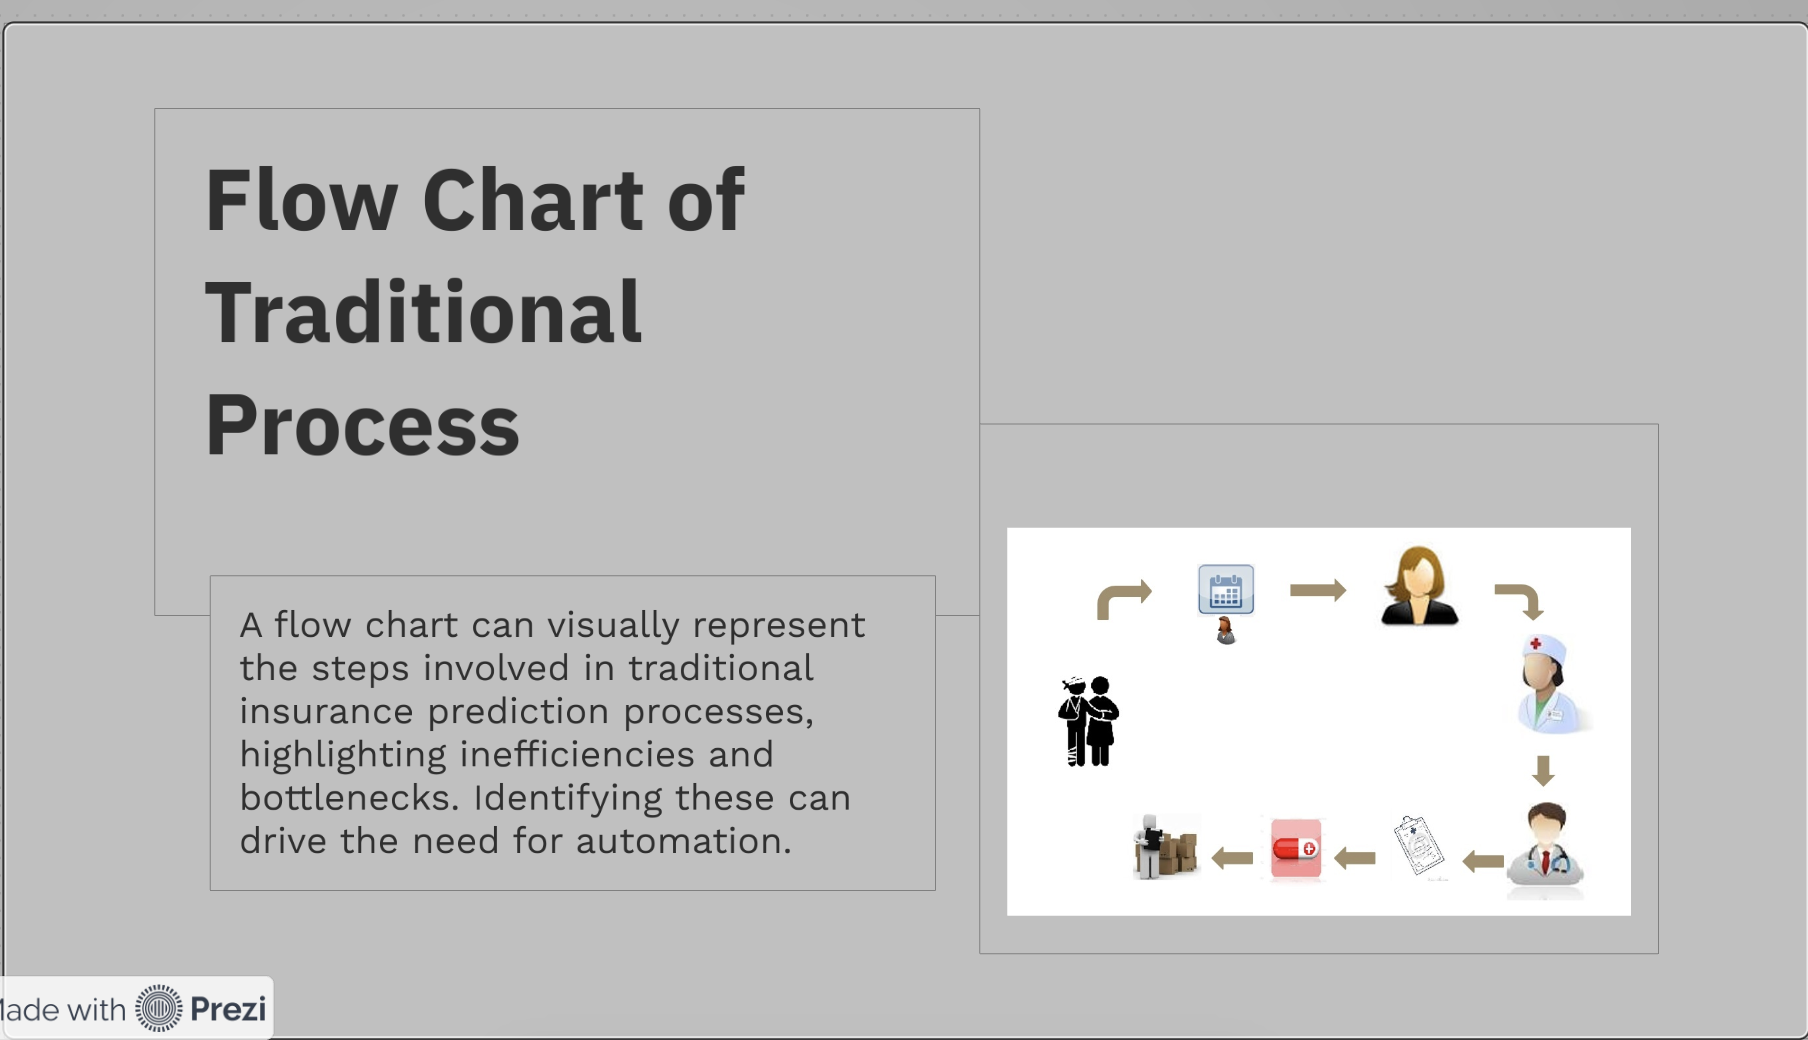 Flow Chart of
Traditional
Process
A flow chart can visually represent
the steps involved in traditional
insurance prediction processes,
highlighting inefficiencies and
bottlenecks. Identifying these can
drive the need for automation.
ade with Prezi